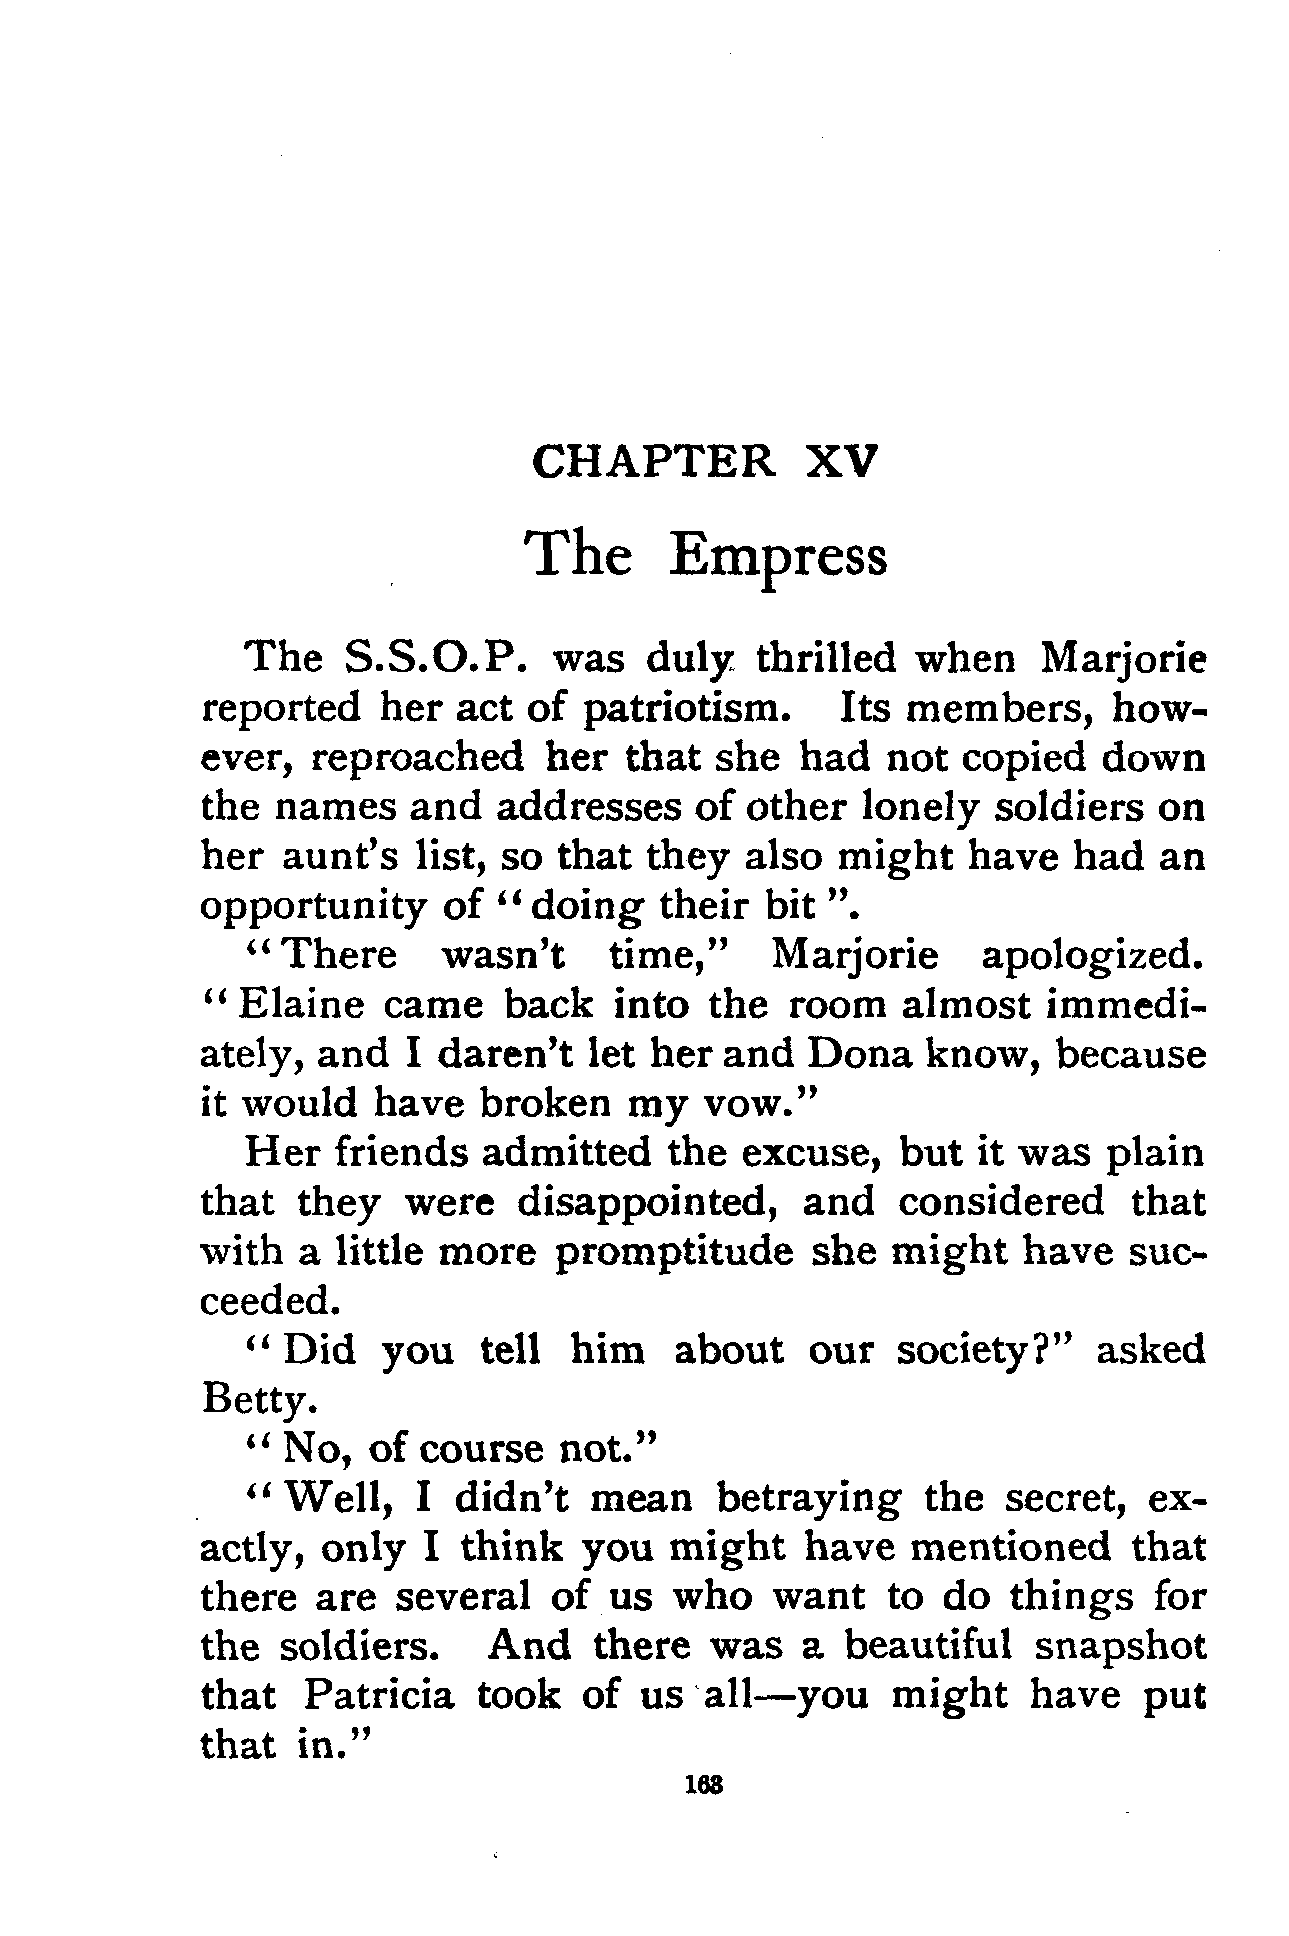 CHAPTER XV
The Empress
The S.S.O.P. was duly thrilled when Marjorie
reported her act of patriotism. Its members, how-
ever, reproached her that she had not copied down
the names and addresses of other lonely soldiers on
her aunt's list, so that they also might have had an
opportunity of “doing their bit”.
“There wasn't time,” Marjorie apologized.
“Elaine came back into the room almost immedi-
ately, and I daren't let her and Dona know, because
it would have broken my vow.”
Her friends admitted the excuse, but it was plain
that they were disappointed, and considered that
with a little more promptitude she might have suc-
ceeded.
“Did you tell him about our society?” asked
Betty.
“No, of course not.”
“Well, I didn't mean betraying the secret, ex-
actly, only I think you might have mentioned that
there are several of us who want to do things for
the soldiers. And there was a beautiful snapshot
that Patricia took of us all—you might have put
that in.”
163